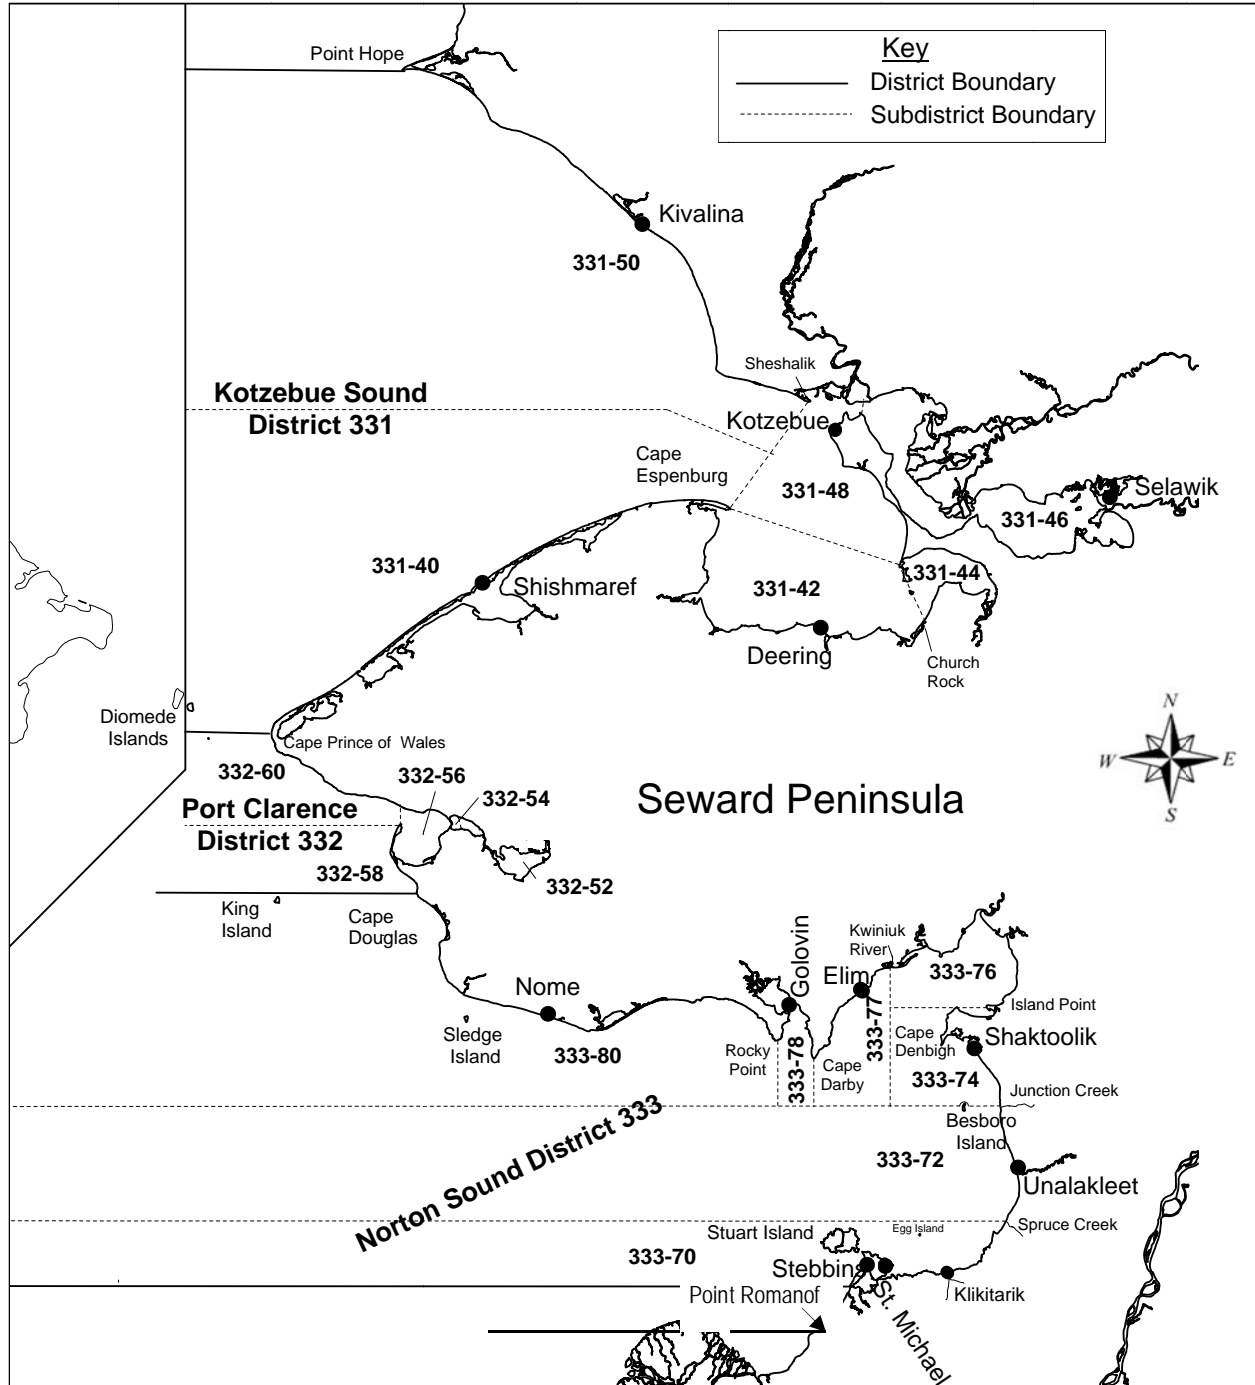 Point Hope
Key
District Boundary
Subdistrict Boundary
Kivalina
331-50
Sheshalik
Kotzebue Sound
District 331
Kotzebue
Cape
Espenburg
331-48
Selawik
331-46
331-40
Shishmaref
331-42
331-44
Deering
Church
Rock
Diomede
Islands
Cape Prince of Wales
332-60
332-56
332-54
Port Clarence
District 332
332-58
332-52
Seward Peninsula
N
W
E
S
King
Island
Cape
Douglas
Nome
Sledge
Island
333-80
Golovin
Rocky
Point
333-78
Cape
Darby
Elim
333-77
Kwiniuk
River
333-76
Island Point
Cape
Denbigh
Shaktoolik
333-74
Junction Creek
Besboro
Island
Norton Sound District 333
333-72
Unalakleet
Spruce Creek
Stuart Island
Egg Island
333-70
Stebbins
St. Michael
Klikitarik
Point Romanof